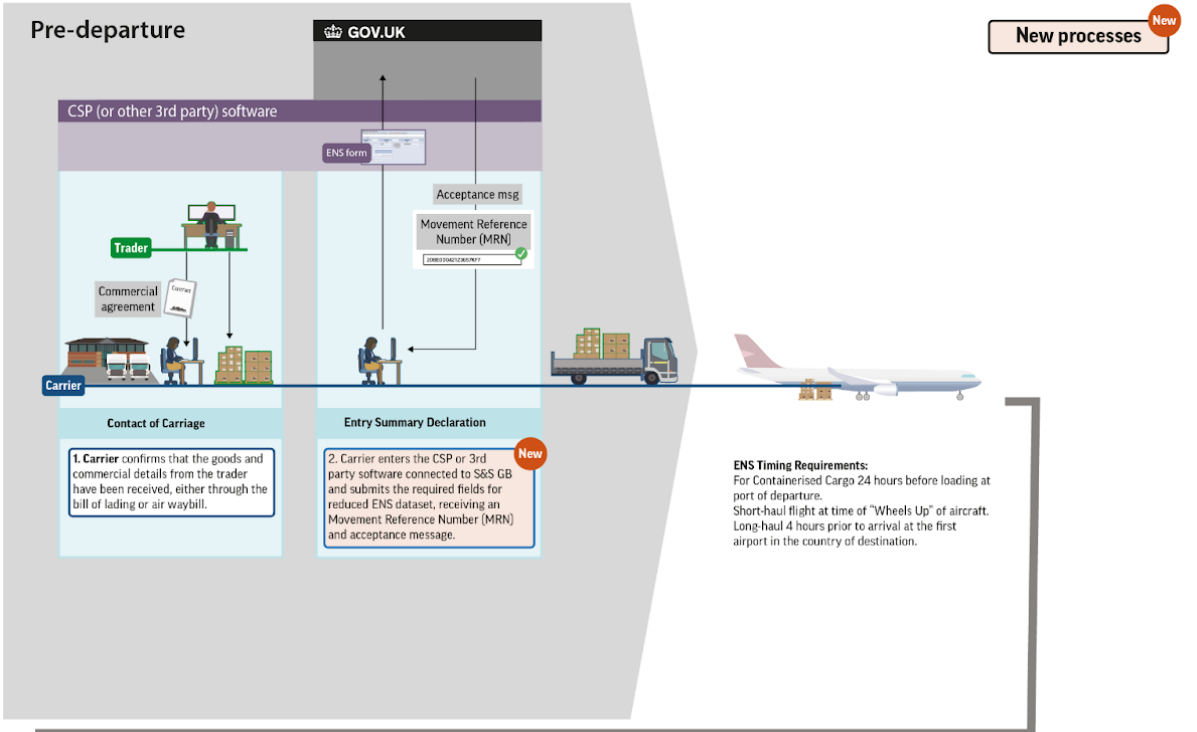 Pre-departure
GOV.UK
New
New processes
CSP (or other 3rd party) software
ENS form
Acceptance msg
Movement Reference
Number (MRN)
Trader
Contract
Commercial
agreement
Carrier
Contact of Carriage
Entry Summary Declaration
1. Carrier confirms that the goods and
commercial details from the trader
have been received, either through the
bill of lading or air waybill.
New
2. Carrier enters the CSP or 3rd
party software connected to S&S GB
and submits the required fields for
reduced ENS dataset, receiving an
Movement Reference Number (MRN)
and acceptance message.
ENS Timing Requirements:
For Containerised Cargo 24 hours before loading at
port of departure.
Short-haul flight at time of "Wheels Up" of aircraft.
Long-haul 4 hours prior to arrival at the first
airport in the country of destination.